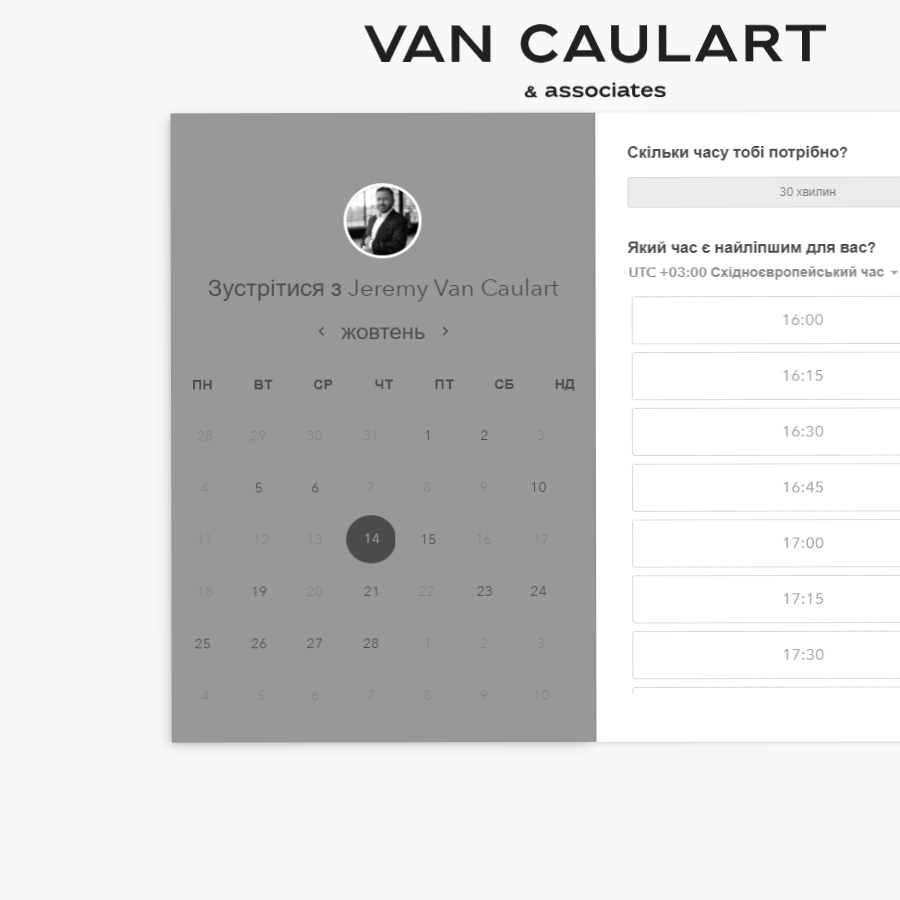 VAN CAULART
& associates
Зустрітися з Jeremy Van Caulart
‹ жовтень ›
ПН ВТ СР ЧТ ПТ СБ НД
28 29 30 31 1 2 3
4 5 6 7 8 9 10
11 12 13 14 15 16 17
18 19 20 21 22 23 24
25 26 27 28 1 2 3
4 5 6 7 8 9 10
Скільки часу тобі потрібно?
30 хвилин
Який час є найліпшим для вас?
UTC +03:00 Східноєвропейський час
16:00
16:15
16:30
16:45
17:00
17:15
17:30